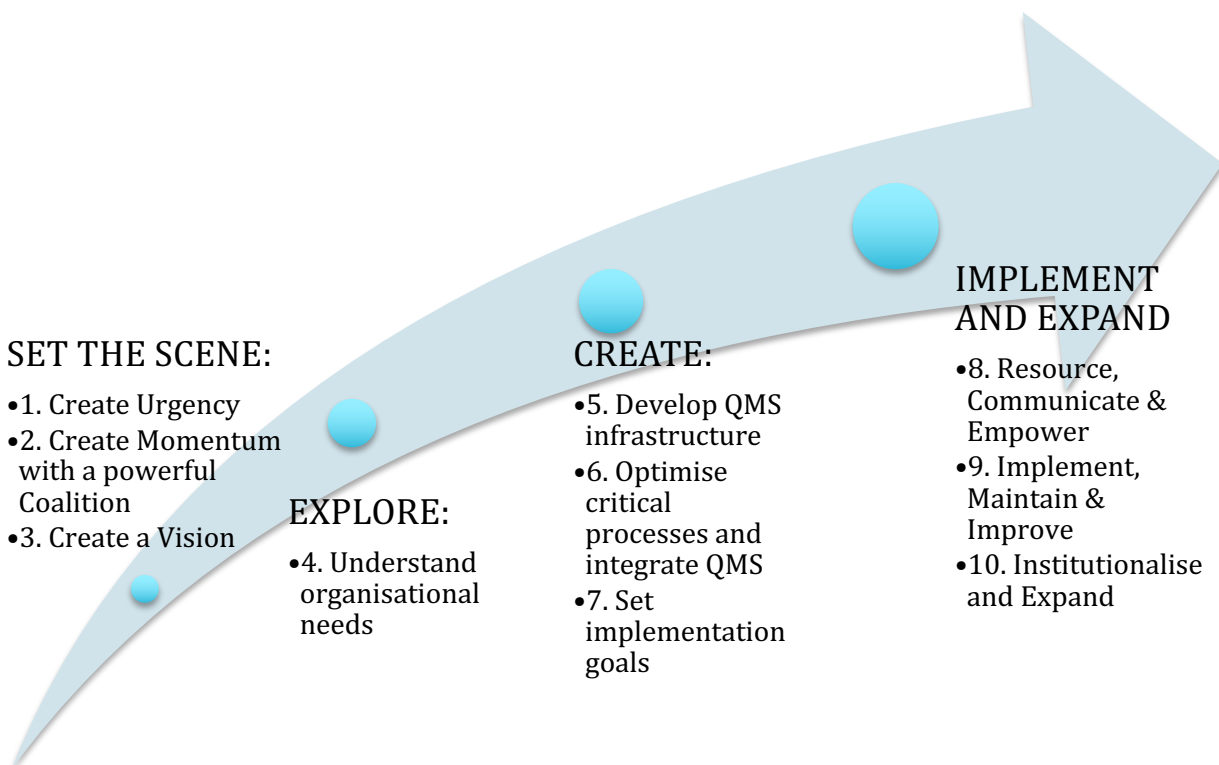 SET THE SCENE:
•1. Create Urgency
•2. Create Momentum
with a powerful
Coalition
•3. Create a Vision
EXPLORE:
•4. Understand
organisational
needs
CREATE:
•5. Develop QMS
infrastructure
•6. Optimise
critical
processes and
integrate QMS
•7. Set
implementation
goals
IMPLEMENT
AND EXPAND
•8. Resource,
Communicate &
Empower
•9. Implement,
Maintain &
Improve
•10. Institutionalise
and Expand